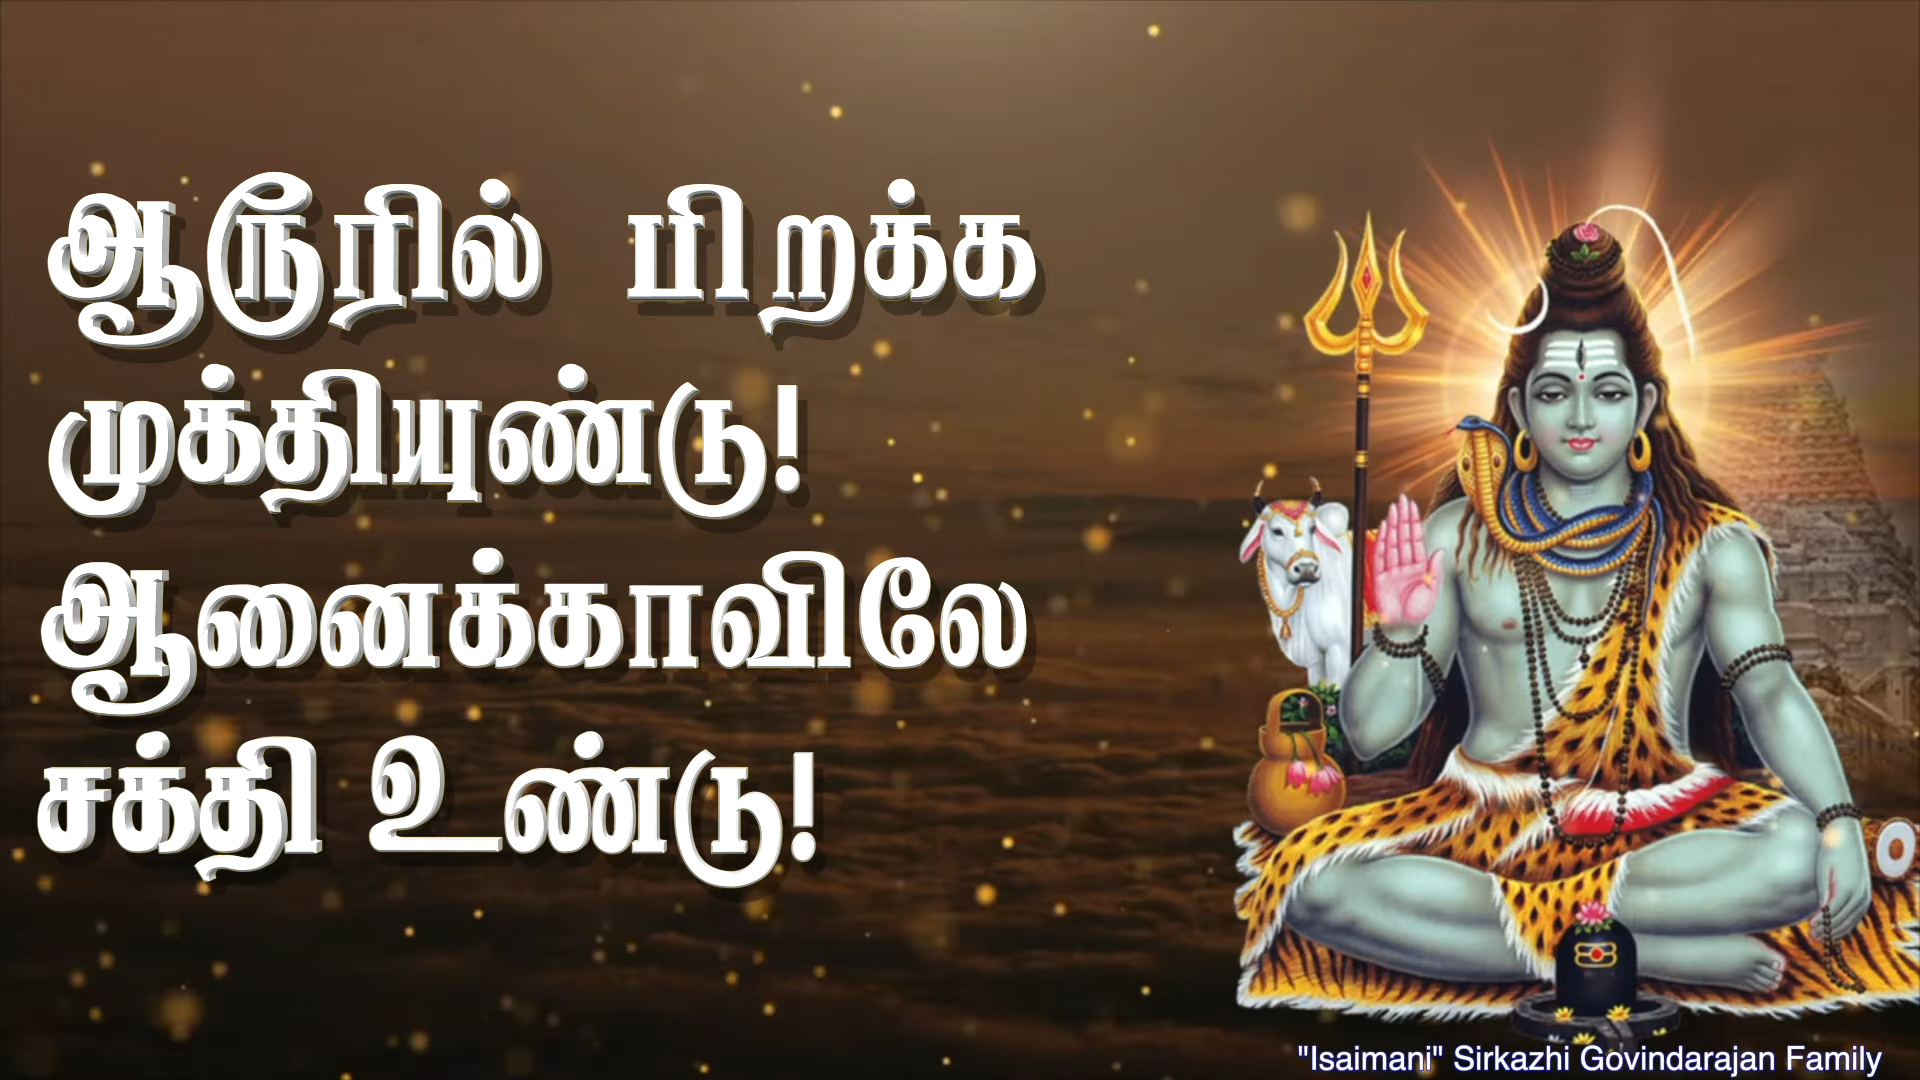 ஆரூரில் பிறக்க
முக்தியுண்டு!
ஆனைக்காவிலே
சக்தி உண்டு!
"Isaimani" Sirkazhi Govindarajan Family